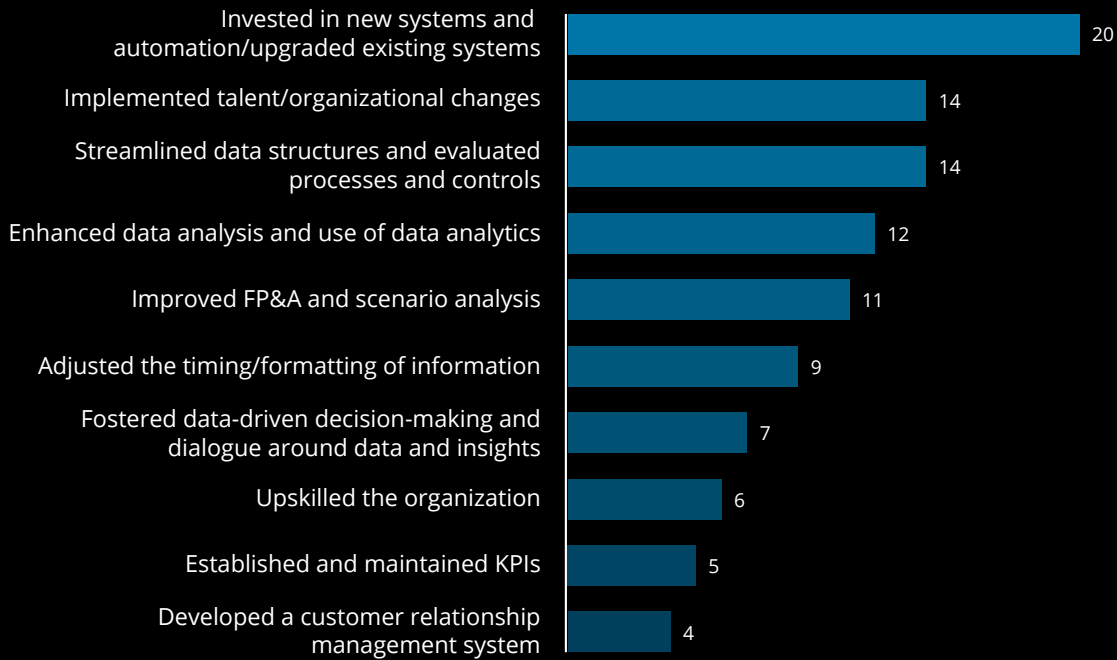 Invested in new systems and
automation/upgraded existing systems
20
Implemented talent/organizational changes
14
Streamlined data structures and evaluated
processes and controls
14
Enhanced data analysis and use of data analytics
12
Improved FP&A and scenario analysis
11
Adjusted the timing/formatting of information
9
Fostered data-driven decision-making and
dialogue around data and insights
7
Upskilled the organization
6
Established and maintained KPIs
5
Developed a customer relationship
management system
4